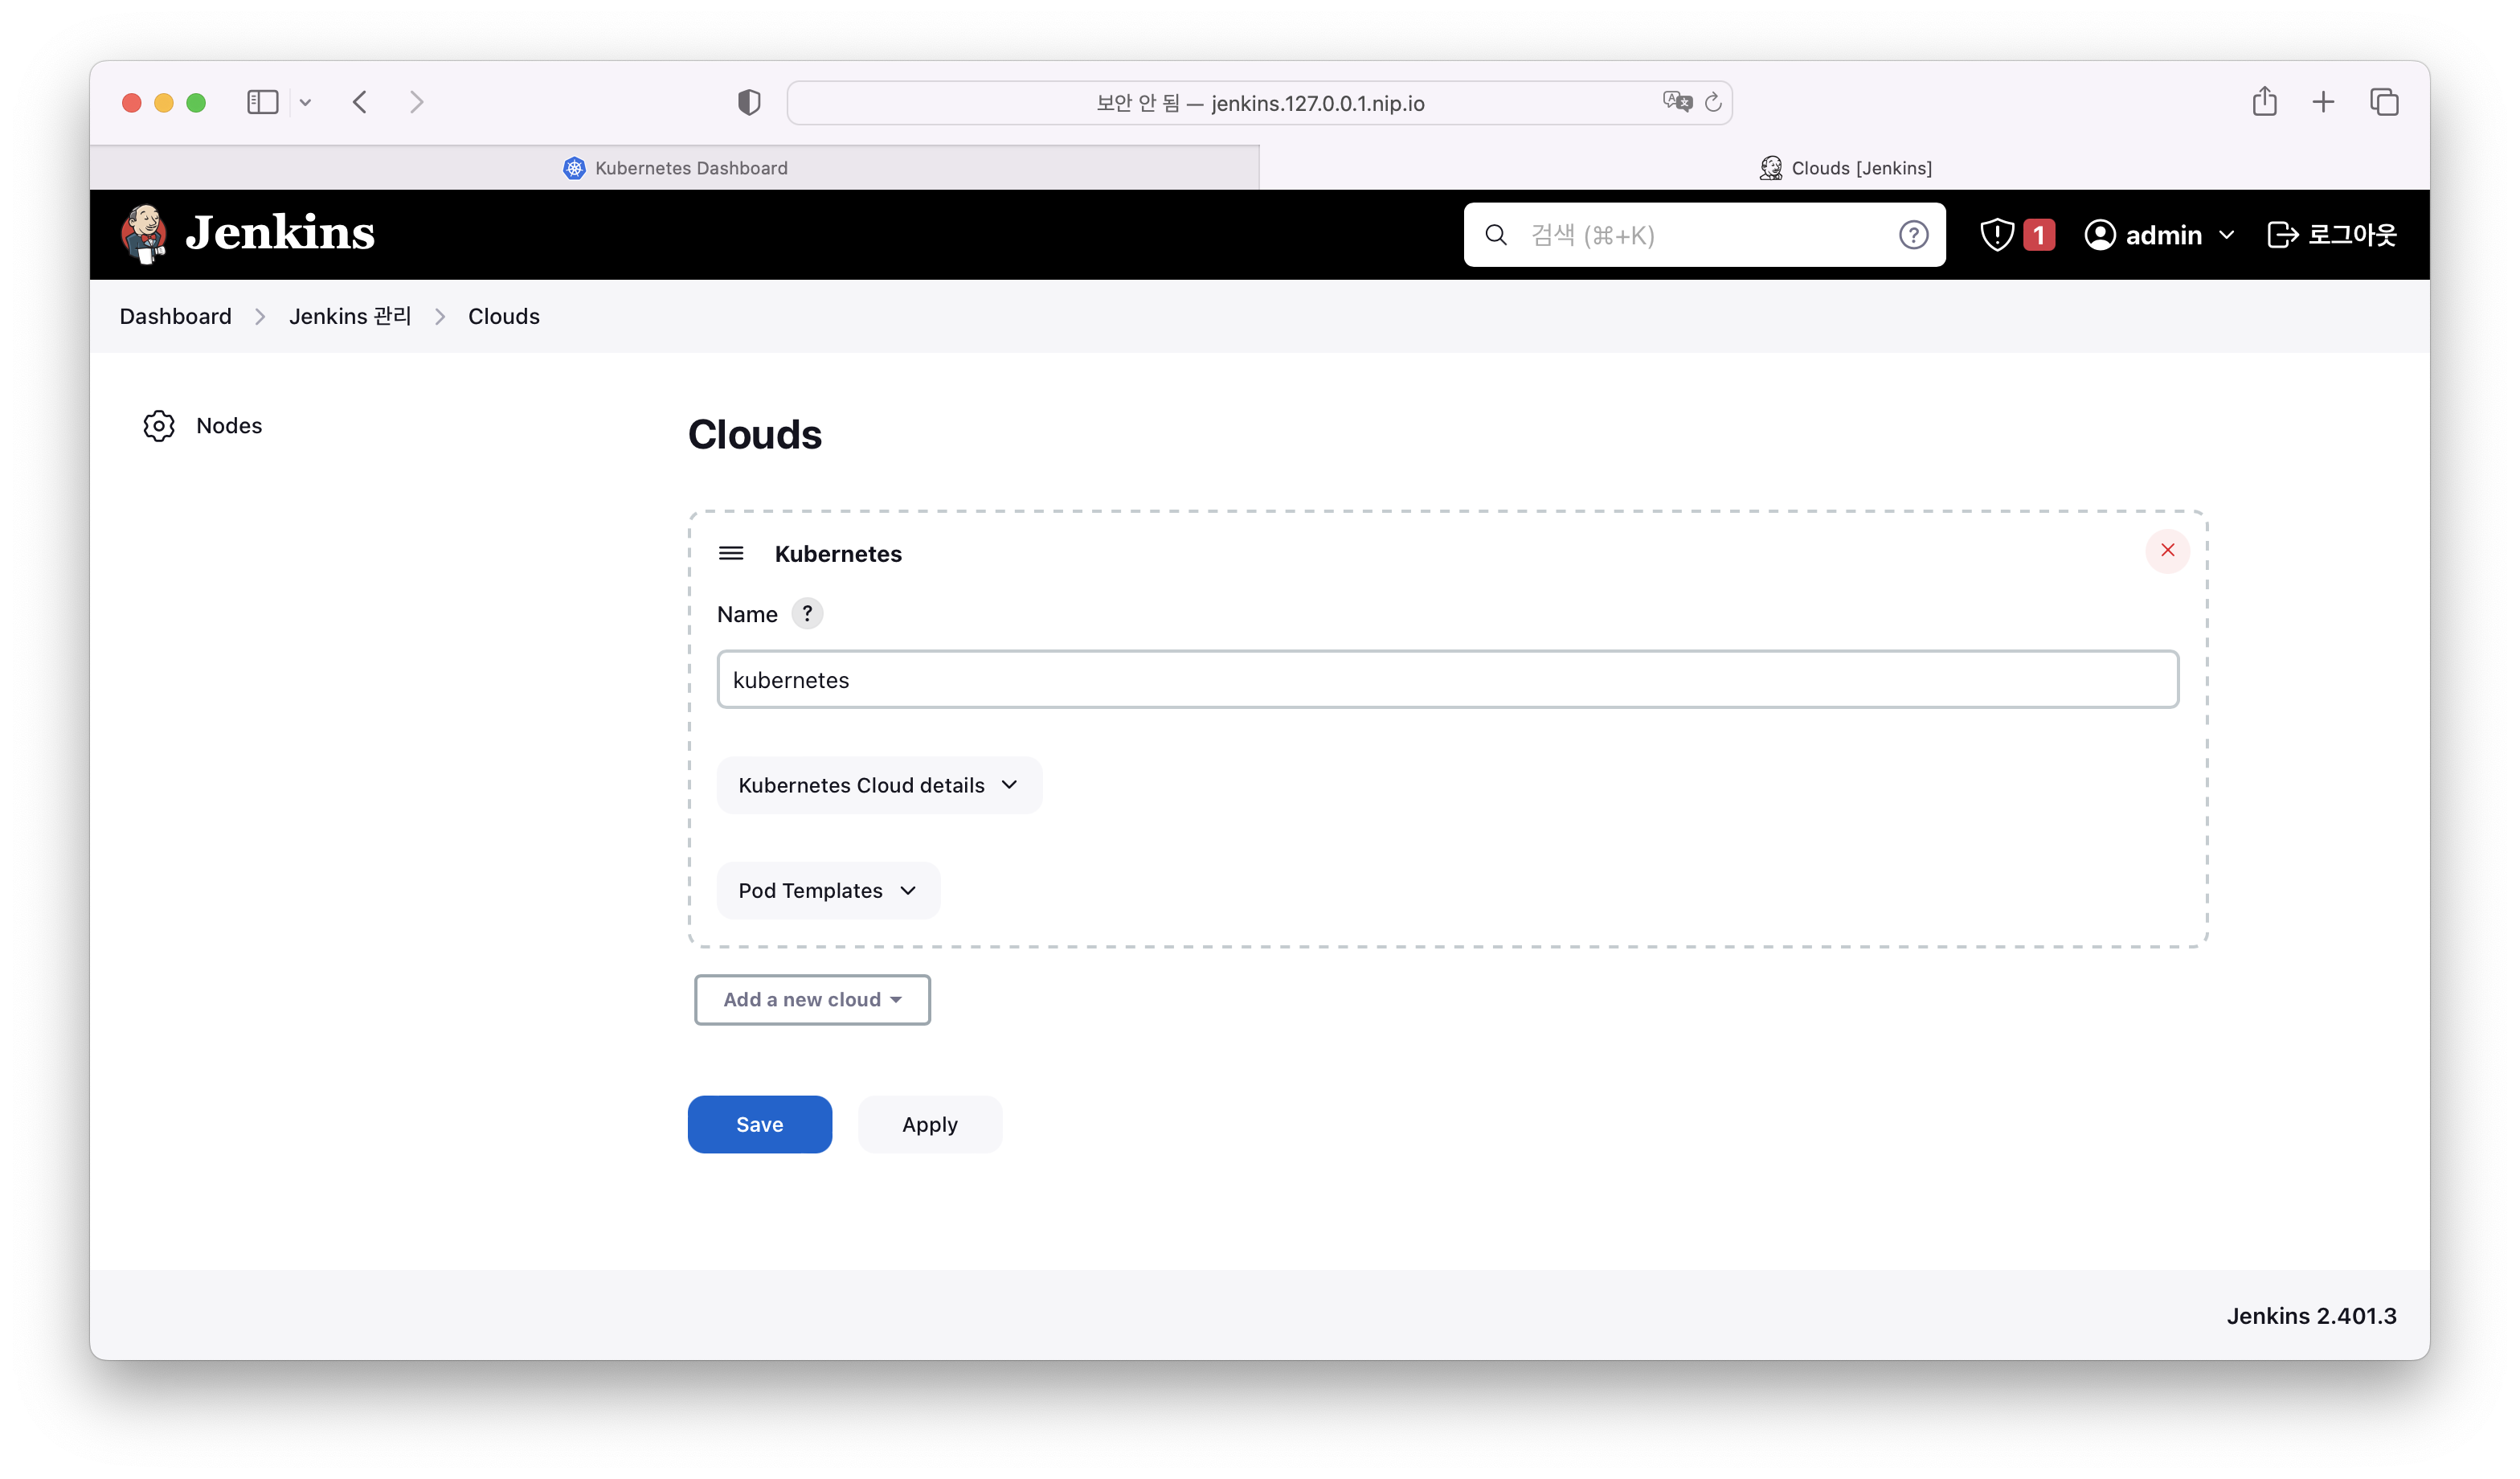 보안 안 됨 — jenkins.127.0.0.1.nip.io
Kubernetes Dashboard
Clouds [Jenkins]
Jenkins
검색 (⌘+K)
1
admin
로그아웃
Dashboard
Jenkins 관리
Clouds
Nodes
Clouds
Kubernetes
Name ?
kubernetes
Kubernetes Cloud details
Pod Templates
Add a new cloud
Save
Apply
Jenkins 2.401.3